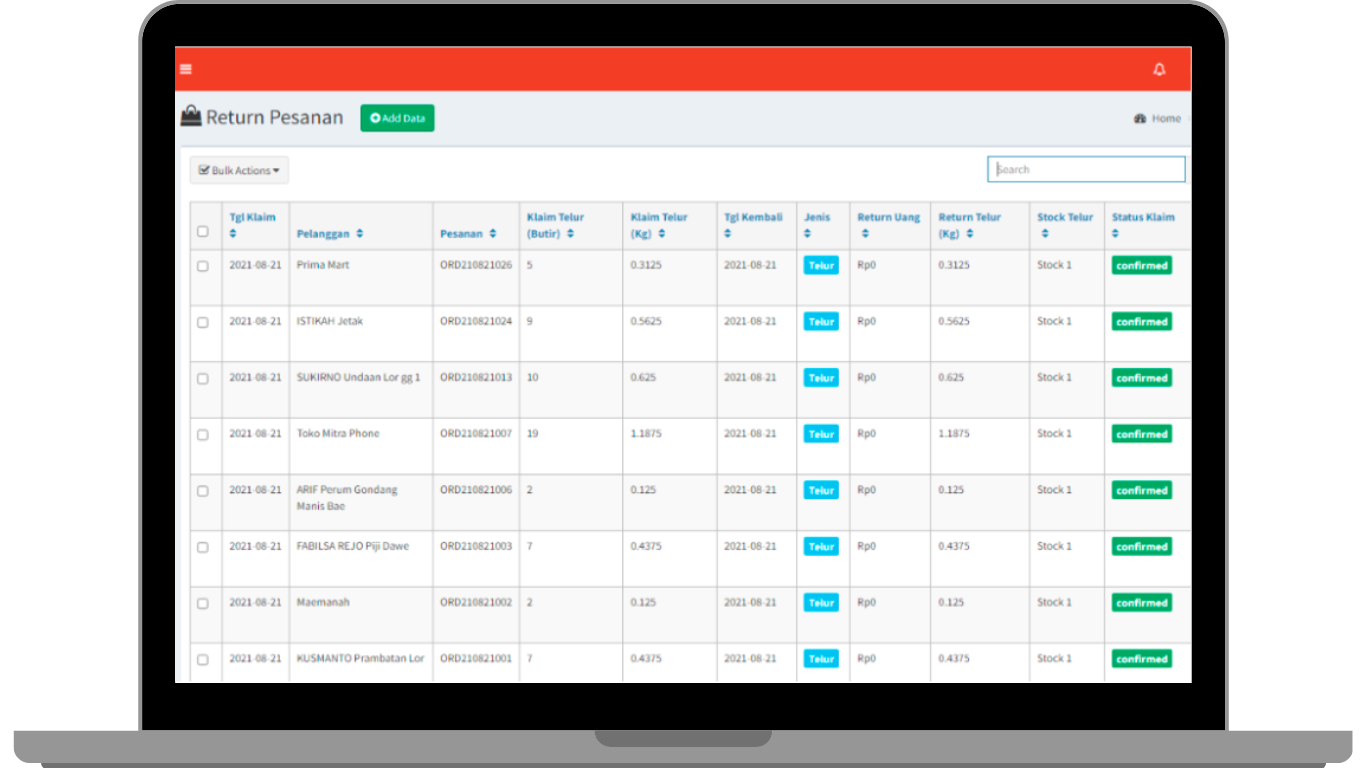 Return Pesanan Add Data Home
Bulk Actions Search
Tgl Klaim Pelanggan Pesanan Klaim Telur (Butir) Klaim Telur (Kg) Tgl Kembali Jenis Return Uang Return Telur (Kg) Stock Telur Status Klaim
2021-08-21 Prima Mart ORD210821026 5 0.3125 2021-08-21 Telur Rp0 0.3125 Stock 1 confirmed
2021-08-21 ISTIKAH Jetak ORD210821024 9 0.5625 2021-08-21 Telur Rp0 0.5625 Stock 1 confirmed
2021-08-21 SUKIRNO Undaan Lor gg 1 ORD210821013 10 0.625 2021-08-21 Telur Rp0 0.625 Stock 1 confirmed
2021-08-21 Toko Mitra Phone ORD210821007 19 1.1875 2021-08-21 Telur Rp0 1.1875 Stock 1 confirmed
2021-08-21 ARIF Perum Gondang ORD210821006 2 0.125 2021-08-21 Telur Rp0 0.125 Stock 1 confirmed
Manis Bae
2021-08-21 FABILSA REJO Piji Dawe ORD210821003 7 0.4375 2021-08-21 Telur Rp0 0.4375 Stock 1 confirmed
2021-08-21 Maemanah ORD210821002 2 0.125 2021-08-21 Telur Rp0 0.125 Stock 1 confirmed
2021-08-21 KUSMANTO Prambatan Lor ORD210821001 7 0.4375 2021-08-21 Telur Rp0 0.4375 Stock 1 confirmed